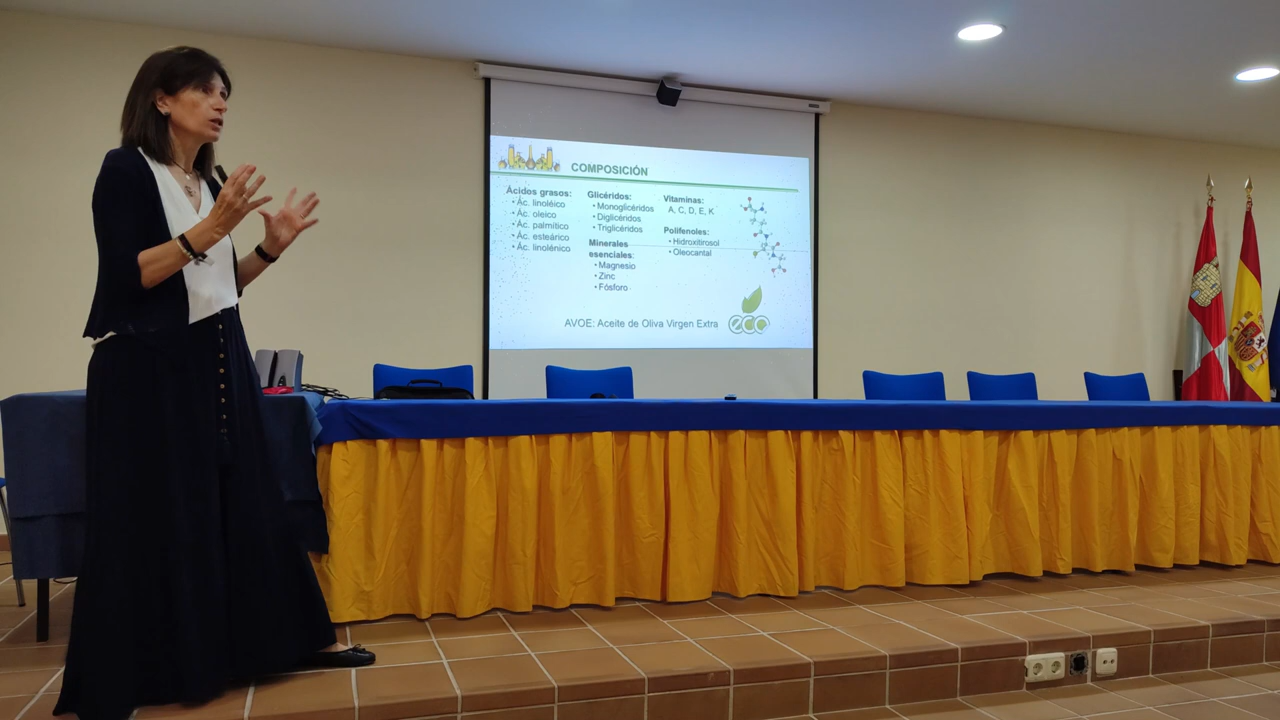 COMPOSICIÓN
Ácidos grasos:
• Ác. linoléico
• Ác. oleico
• Ác. palmítico
• Ác. esteárico
• Ác. linolénico
Glicéridos:
• Monoglicéridos
• Diglicéridos
• Triglicéridos
Minerales
esenciales:
• Magnesio
• Zinc
• Fósforo
Vitaminas:
A, C, D, E, K
Polifenoles:
• Hidroxitirosol
• Oleocantal
AVOE: Aceite de Oliva Virgen Extra
eco